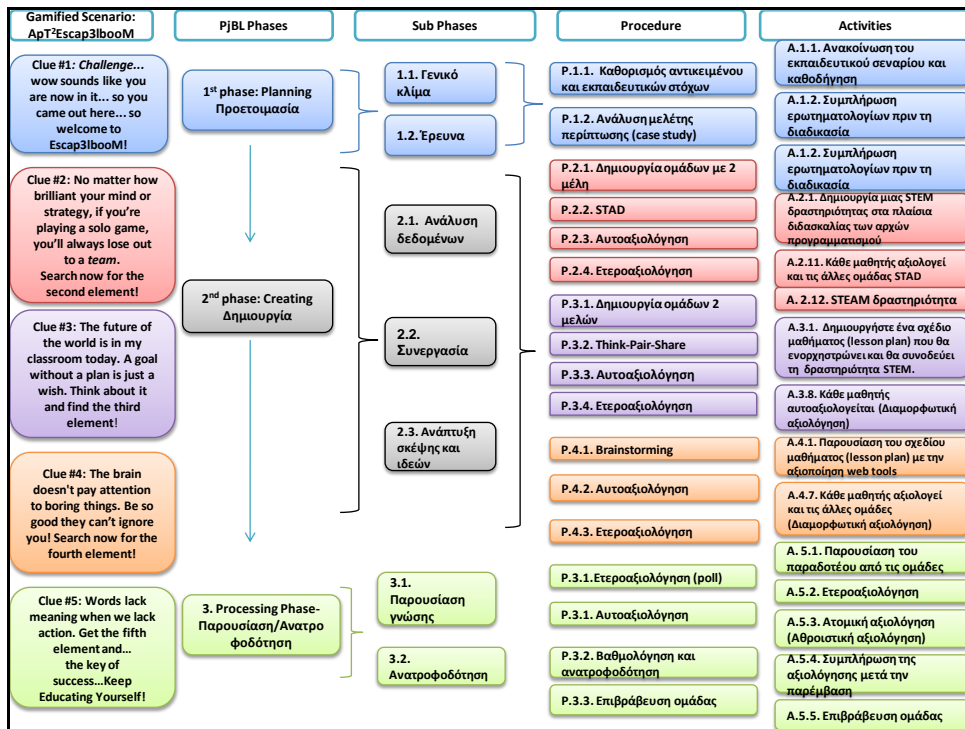 Gamified Scenario:
ApT²Escap3lbooM
PjBL Phases
Sub Phases
Procedure
Activities
Clue #1: Challenge...
wow sounds like you
are now in it... so you
came out here... so
welcome to
Escap3lbooM!
Clue #2: No matter how
brilliant your mind or
strategy, if you’re
playing a solo game,
you’ll always lose out
to a team.
Search now for the
second element!
Clue #3: The future of
the world is in my
classroom today. A goal
without a plan is just a
wish. Think about it
and find the third
element!
Clue #4: The brain
doesn't pay attention
to boring things. Be so
good they can’t ignore
you! Search now for the
fourth element!
Clue #5: Words lack
meaning when we lack
action. Get the fifth
element and...
the key of
success...Keep
Educating Yourself!
1st phase: Planning
Προετοιμασία
2nd phase: Creating
Δημιουργία
3. Processing Phase-
Παρουσίαση/Ανατρο
φοδότηση
1.1. Γενικό
κλίμα
1.2. Έρευνα
2.1. Ανάλυση
δεδομένων
2.2.
Συνεργασία
2.3. Ανάπτυξη
σκέψης και
ιδεών
3.1.
Παρουσίαση
γνώσης
3.2.
Ανατροφοδότηση
P.1.1. Καθορισμός αντικειμένου
και εκπαιδευτικών στόχων
P.1.2. Ανάλυση μελέτης
περίπτωσης (case study)
P.2.1. Δημιουργία ομάδων με 2
μέλη
P.2.2. STAD
P.2.3. Αυτοαξιολόγηση
P.2.4. Ετεροαξιολόγηση
P.3.1. Δημιουργία ομάδων 2
μελών
P.3.2. Think-Pair-Share
P.3.3. Αυτοαξιολόγηση
P.3.4. Ετεροαξιολόγηση
P.4.1. Brainstorming
P.4.2. Αυτοαξιολόγηση
P.4.3. Ετεροαξιολόγηση
P.3.1.Ετεροαξιολόγηση (poll)
P.3.1. Αυτοαξιολόγηση
P.3.2. Βαθμολόγηση και
ανατροφοδότηση
P.3.3. Επιβράβευση ομάδας
A.1.1. Ανακοίνωση του
εκπαιδευτικού σεναρίου και
καθοδήγηση
A.1.2. Συμπλήρωση
ερωτηματολογίων πριν τη
διαδικασία
A.1.2. Συμπλήρωση
ερωτηματολογίων πριν τη
διαδικασία
A.2.1. Δημιουργία μιας STEM
δραστηριότητας στα πλαίσια
διδασκαλίας των αρχών
προγραμματισμού
A.2.11. Κάθε μαθητής αξιολογεί
και τις άλλες ομάδας STAD
A. 2.12. STEAM δραστηριότητα
A.3.1. Δημιουργήστε ένα σχέδιο
μαθήματος (lesson plan) που θα
ενορχηστρώνει και θα συνοδεύει
τη δραστηριότητα STEM.
A.3.8. Κάθε μαθητής
αυτοαξιολογείται (Διαμορφωτική
αξιολόγηση)
A.4.1. Παρουσίαση του σχεδίου
μαθήματος (lesson plan) με την
αξιοποίηση web tools
A.4.7. Κάθε μαθητής αξιολογεί
και τις άλλες ομάδες
(Διαμορφωτική αξιολόγηση)
A. 5.1. Παρουσίαση του
παραδοτέου από τις ομάδες
A.5.2. Ετεροαξιολόγηση
A.5.3. Ατομική αξιολόγηση
(Αθροιστική αξιολόγηση)
A.5.4. Συμπλήρωση της
αξιολόγησης μετά την
παρέμβαση
A.5.5. Επιβράβευση ομάδας